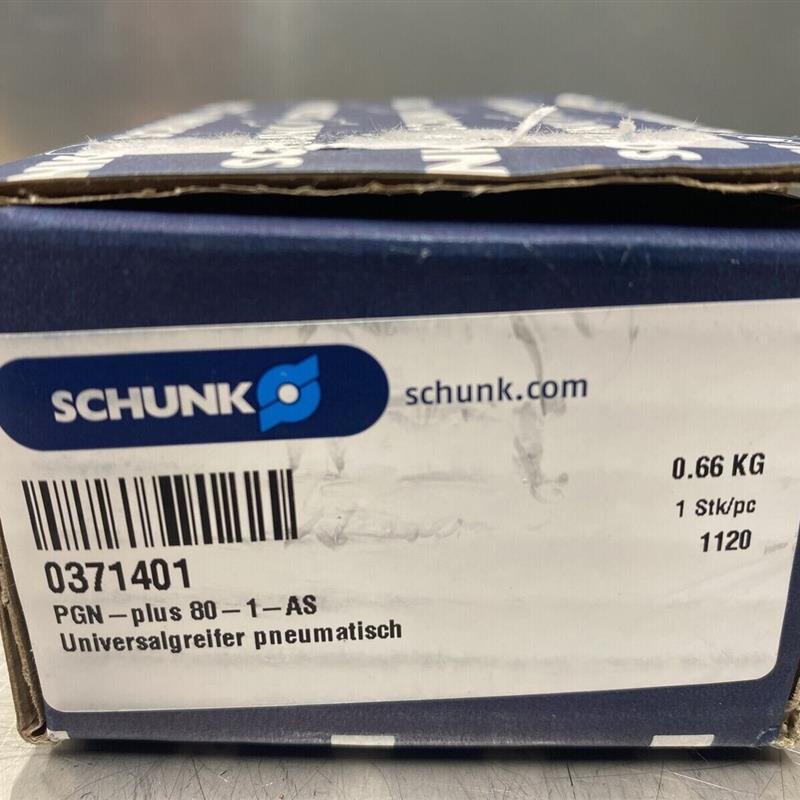 SCHUNK
schunk.com
0.66 KG
1 Stk/pc
1120
0371401
PGN-plus 80-1-AS
Universalgreifer pneumatisch